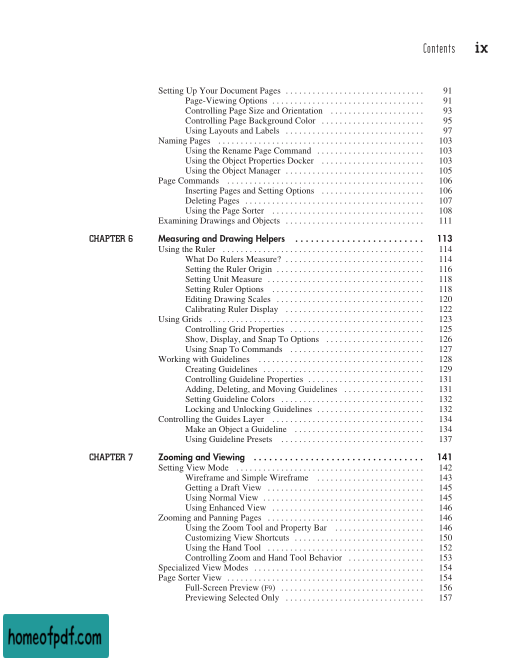 Contents ix
Setting Up Your Document Pages . . . . . . . . . . . . . . . . . . . . . . . . . . . . . . 91
Page-Viewing Options . . . . . . . . . . . . . . . . . . . . . . . . . . . . . . . . . 91
Controlling Page Size and Orientation . . . . . . . . . . . . . . . . . . . . 93
Controlling Page Background Color . . . . . . . . . . . . . . . . . . . . . . 95
Using Layouts and Labels . . . . . . . . . . . . . . . . . . . . . . . . . . . . . . 97
Naming Pages . . . . . . . . . . . . . . . . . . . . . . . . . . . . . . . . . . . . . . . . . . . . 103
Using the Rename Page Command . . . . . . . . . . . . . . . . . . . . . . . 103
Using the Object Properties Docker . . . . . . . . . . . . . . . . . . . . . . 103
Using the Object Manager . . . . . . . . . . . . . . . . . . . . . . . . . . . . . . 105
Page Commands . . . . . . . . . . . . . . . . . . . . . . . . . . . . . . . . . . . . . . . . . . 106
Inserting Pages and Setting Options . . . . . . . . . . . . . . . . . . . . . . 106
Deleting Pages . . . . . . . . . . . . . . . . . . . . . . . . . . . . . . . . . . . . . . . 107
Using the Page Sorter . . . . . . . . . . . . . . . . . . . . . . . . . . . . . . . . . 108
Examining Drawings and Objects . . . . . . . . . . . . . . . . . . . . . . . . . . . . . . 111
CHAPTER 6 Measuring and Drawing Helpers . . . . . . . . . . . . . . . . . . . . . . . . 113
Using the Ruler . . . . . . . . . . . . . . . . . . . . . . . . . . . . . . . . . . . . . . . . . . . 114
What Do Rulers Measure? . . . . . . . . . . . . . . . . . . . . . . . . . . . . . . 114
Setting the Ruler Origin . . . . . . . . . . . . . . . . . . . . . . . . . . . . . . . . 116
Setting Unit Measure . . . . . . . . . . . . . . . . . . . . . . . . . . . . . . . . . . 118
Setting Ruler Options . . . . . . . . . . . . . . . . . . . . . . . . . . . . . . . . . 118
Editing Drawing Scales . . . . . . . . . . . . . . . . . . . . . . . . . . . . . . . . 120
Calibrating Ruler Display . . . . . . . . . . . . . . . . . . . . . . . . . . . . . . 122
Using Grids . . . . . . . . . . . . . . . . . . . . . . . . . . . . . . . . . . . . . . . . . . . . . . 123
Controlling Grid Properties . . . . . . . . . . . . . . . . . . . . . . . . . . . . . 125
Show, Display, and Snap To Options . . . . . . . . . . . . . . . . . . . . . 126
Using Snap To Commands . . . . . . . . . . . . . . . . . . . . . . . . . . . . . 127
Working with Guidelines . . . . . . . . . . . . . . . . . . . . . . . . . . . . . . . . . . . 128
Creating Guidelines . . . . . . . . . . . . . . . . . . . . . . . . . . . . . . . . . . . 129
Controlling Guideline Properties . . . . . . . . . . . . . . . . . . . . . . . . . 131
Adding, Deleting, and Moving Guidelines . . . . . . . . . . . . . . . . . 131
Setting Guideline Colors . . . . . . . . . . . . . . . . . . . . . . . . . . . . . . . 132
Locking and Unlocking Guidelines . . . . . . . . . . . . . . . . . . . . . . . 132
Controlling the Guides Layer . . . . . . . . . . . . . . . . . . . . . . . . . . . . . . . . 134
Make an Object a Guideline . . . . . . . . . . . . . . . . . . . . . . . . . . . . 134
Using Guideline Presets . . . . . . . . . . . . . . . . . . . . . . . . . . . . . . . 137
CHAPTER 7 Zooming and Viewing . . . . . . . . . . . . . . . . . . . . . . . . . . . . . . . . 141
Setting View Mode . . . . . . . . . . . . . . . . . . . . . . . . . . . . . . . . . . . . . . . . 142
Wireframe and Simple Wireframe . . . . . . . . . . . . . . . . . . . . . . . 143
Getting a Draft View . . . . . . . . . . . . . . . . . . . . . . . . . . . . . . . . . . 145
Using Normal View . . . . . . . . . . . . . . . . . . . . . . . . . . . . . . . . . . . 145
Using Enhanced View . . . . . . . . . . . . . . . . . . . . . . . . . . . . . . . . . 146
Zooming and Panning Pages . . . . . . . . . . . . . . . . . . . . . . . . . . . . . . . . . 146
Using the Zoom Tool and Property Bar . . . . . . . . . . . . . . . . . . . 146
Customizing View Shortcuts . . . . . . . . . . . . . . . . . . . . . . . . . . . . 150
Using the Hand Tool . . . . . . . . . . . . . . . . . . . . . . . . . . . . . . . . . . 152
Controlling Zoom and Hand Tool Behavior . . . . . . . . . . . . . . . . . 153
Specialized View Modes . . . . . . . . . . . . . . . . . . . . . . . . . . . . . . . . . . . . 154
Page Sorter View . . . . . . . . . . . . . . . . . . . . . . . . . . . . . . . . . . . . . . . . . . 154
Full-Screen Preview (F9) . . . . . . . . . . . . . . . . . . . . . . . . . . . . . . . 156
Previewing Selected Only . . . . . . . . . . . . . . . . . . . . . . . . . . . . . . 157
homeofpdf.com